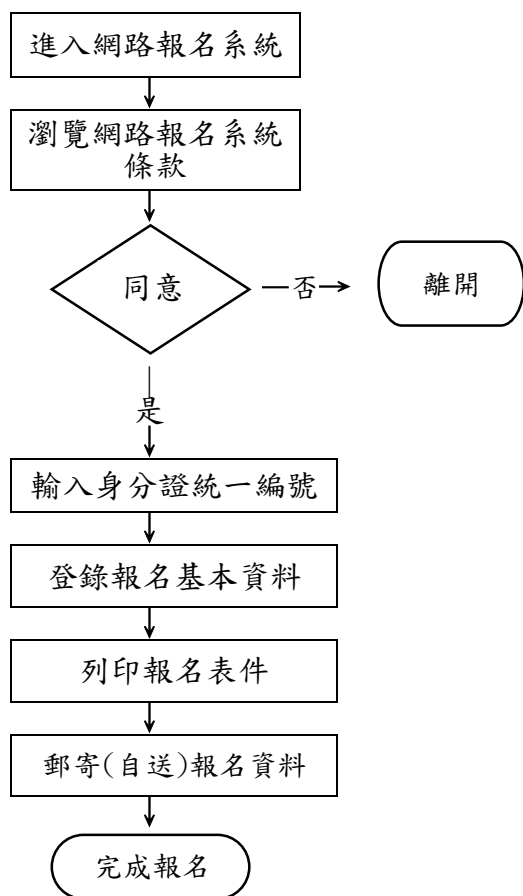 進入網路報名系統
瀏覽網路報名系統
條款
同意
否
離開
是
輸入身分證統一編號
登錄報名基本資料
列印報名表件
郵寄(自送)報名資料
完成報名